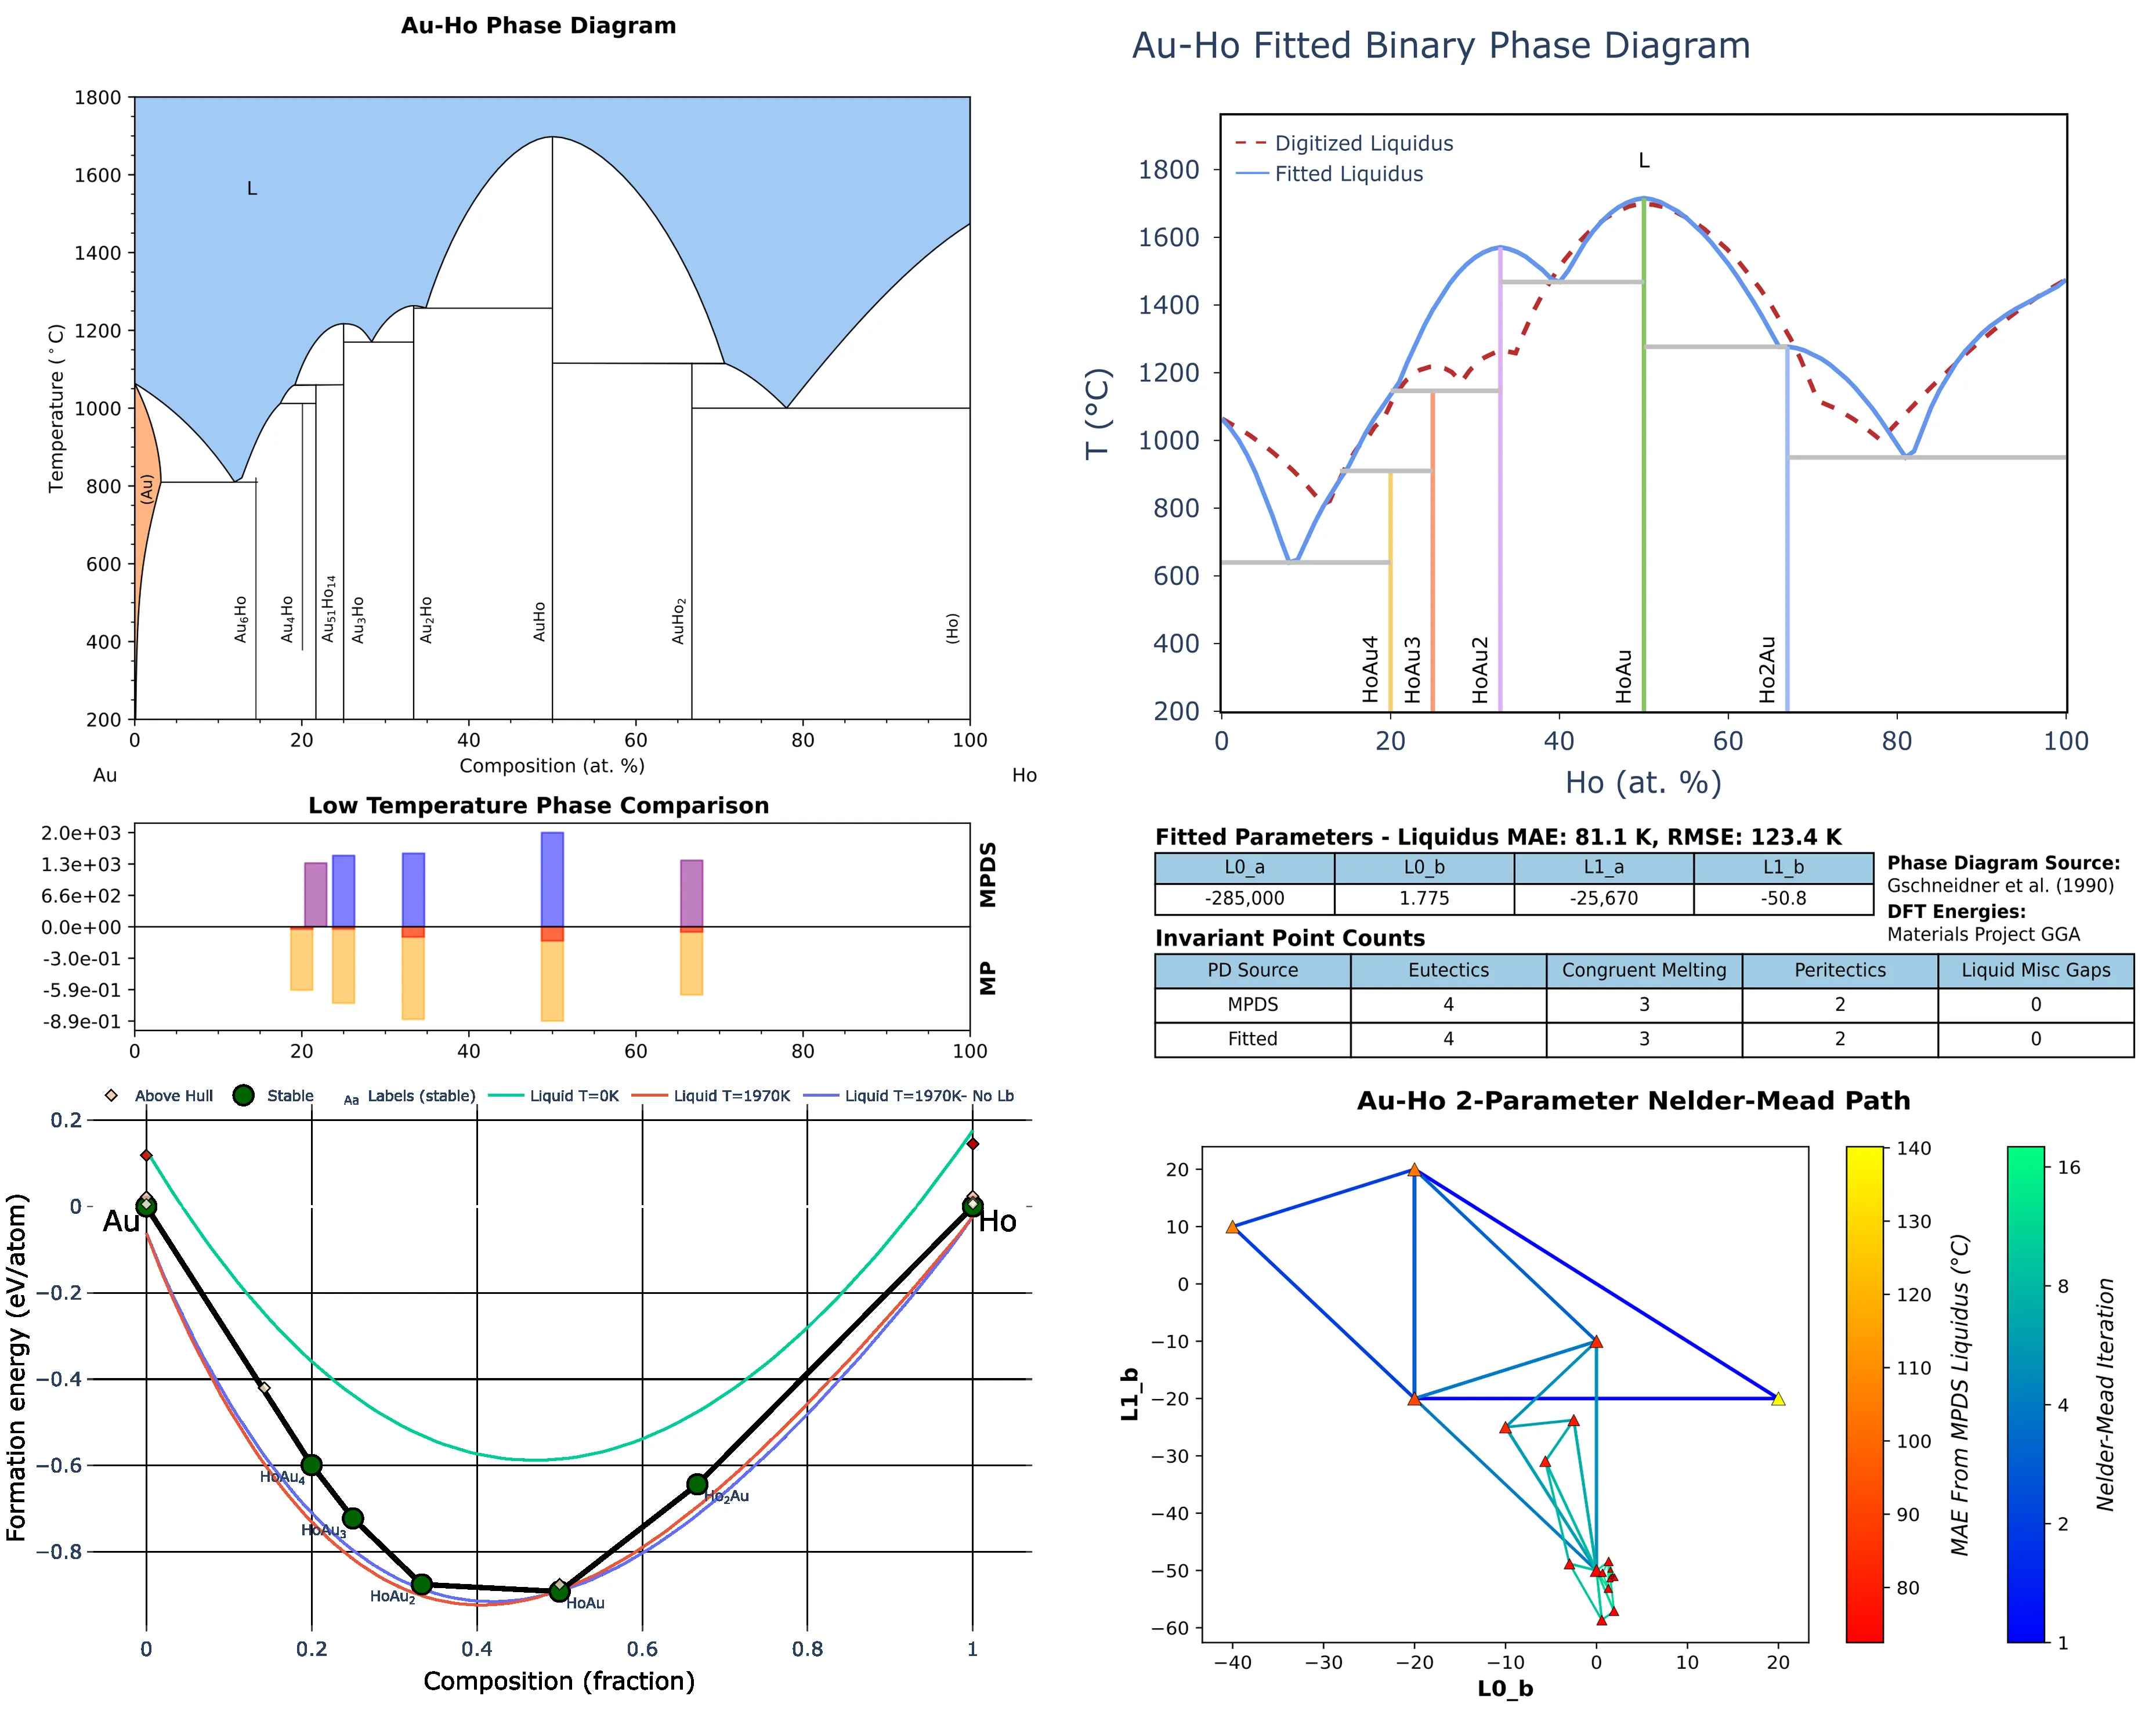 Au-Ho Phase Diagram
1800
1600
1400
1200
1000
800
600
400
200
Temperature (°C)
L
(Au)
Au6Ho
Au4Ho
Au51Ho14
Au3Ho
Au2Ho
AuHo
AuHo2
(Ho)
0 20 40 60 80 100
Composition (at. %)
Au Ho
Low Temperature Phase Comparison
2.0e+03
1.3e+03
6.6e+02
0.0e+00
-3.0e-01
-5.9e-01
-8.9e-01
MPDS
MP
0 20 40 60 80 100
Above Hull Stable Aa Labels (stable) Liquid T=0K Liquid T=1970K Liquid T=1970K- No Lb
0.2
0
−0.2
−0.4
−0.6
−0.8
Formation energy (eV/atom)
Au
Ho
HoAu4
HoAu3
HoAu2
HoAu
Ho2Au
0 0.2 0.4 0.6 0.8 1
Composition (fraction)
Au-Ho Fitted Binary Phase Diagram
Digitized Liquidus
Fitted Liquidus
L
1800
1600
1400
1200
1000
800
600
400
200
T (°C)
HoAu4
HoAu3
HoAu2
HoAu
Ho2Au
0 20 40 60 80 100
Ho (at. %)
Fitted Parameters - Liquidus MAE: 81.1 K, RMSE: 123.4 K
L0_a L0_b L1_a L1_b
-285,000 1.775 -25,670 -50.8
Phase Diagram Source:
Gschneidner et al. (1990)
DFT Energies:
Materials Project GGA
Invariant Point Counts
PD Source Eutectics Congruent Melting Peritectics Liquid Misc Gaps
MPDS 4 3 2 0
Fitted 4 3 2 0
Au-Ho 2-Parameter Nelder-Mead Path
20
10
0
−10
−20
−30
−40
−50
−60
L1_b
−40 −30 −20 −10 0 10 20
L0_b
140
130
120
110
100
90
80
MAE From MPDS Liquidus (°C)
16
8
4
2
1
Nelder-Mead Iteration